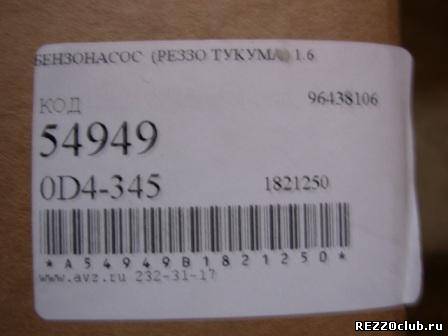 БЕНЗОНАСОС (РЕЗЗО ТУКУМА) 1.6
96438106
КОД
54949
0D4-345 1821250
*A54949B1821250*
www.avz.ru 232-31-17
REZZOclub.ru